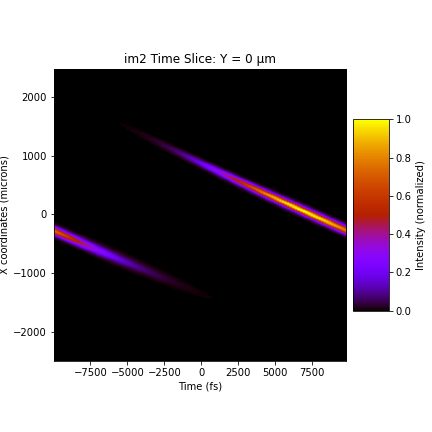 im2 Time Slice: Y = 0 µm
X coordinates (microns)
2000
1000
0
−1000
−2000
−7500 −5000 −2500 0 2500 5000 7500
Time (fs)
1.0
0.8
0.6
0.4
0.2
0.0
Intensity (normalized)